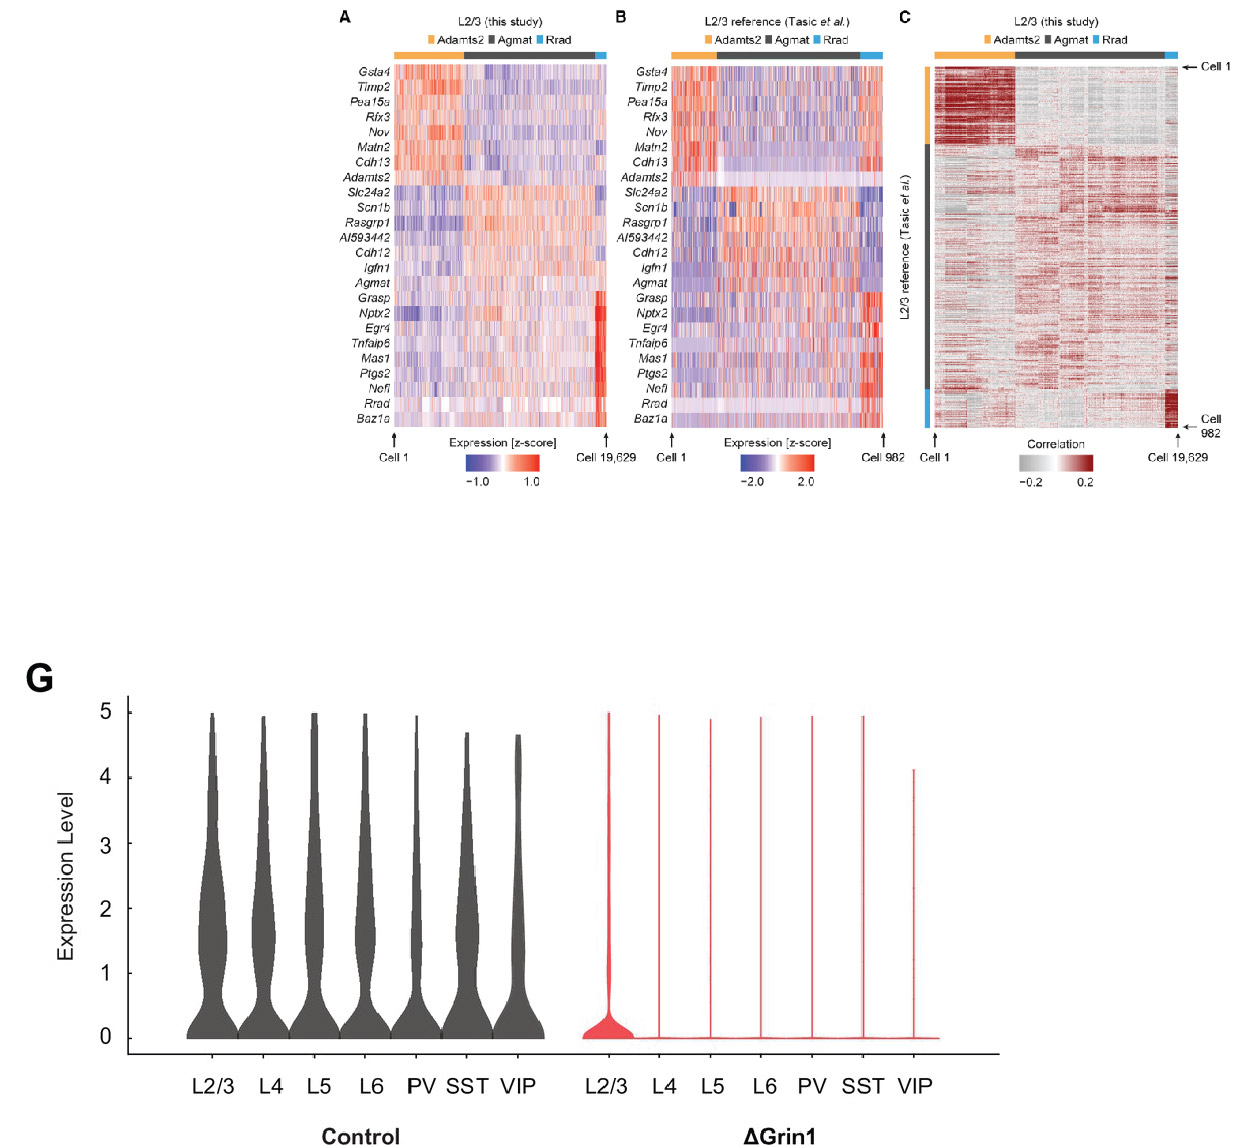 A
L2/3 (this study)
Adamts2 Agmat Rrad
Gsta4
Timp2
Pea15a
Rfx3
Nov
Matn2
Cdh13
Adamts2
Slc24a2
Scn1b
Rasgrp1
AI593442
Cdh12
Igfn1
Agmat
Grasp
Nptx2
Egr4
Tnfaip6
Mas1
Ptgs2
Nefl
Rrad
Baz1a
Cell 1
Expression [z-score]
Cell 19,629
−1.0 1.0
B
L2/3 reference (Tasic et al.)
Adamts2 Agmat Rrad
Gsta4
Timp2
Pea15a
Rfx3
Nov
Matn2
Cdh13
Adamts2
Slc24a2
Scn1b
Rasgrp1
AI593442
Cdh12
Igfn1
Agmat
Grasp
Nptx2
Egr4
Tnfaip6
Mas1
Ptgs2
Nefl
Rrad
Baz1a
Cell 1
Expression [z-score]
Cell 982
−2.0 2.0
C
L2/3 (this study)
Adamts2 Agmat Rrad
L2/3 reference (Tasic et al.)
Cell 1
Cell
982
Cell 1
Correlation
Cell 19,629
−0.2 0.2
G
Expression Level
5
4
3
2
1
0
L2/3 L4 L5 L6 PV SST VIP L2/3 L4 L5 L6 PV SST VIP
Control ΔGrin1